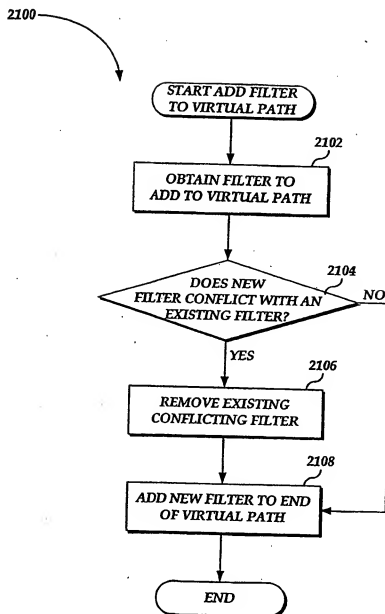 2100
START ADD FILTER
TO VIRTUAL PATH
2102
OBTAIN FILTER TO
ADD TO VIRTUAL PATH
2104
DOES NEW
FILTER CONFLICT WITH AN
EXISTING FILTER?
NO
YES
2106
REMOVE EXISTING
CONFLICTING FILTER
2108
ADD NEW FILTER TO END
OF VIRTUAL PATH
END